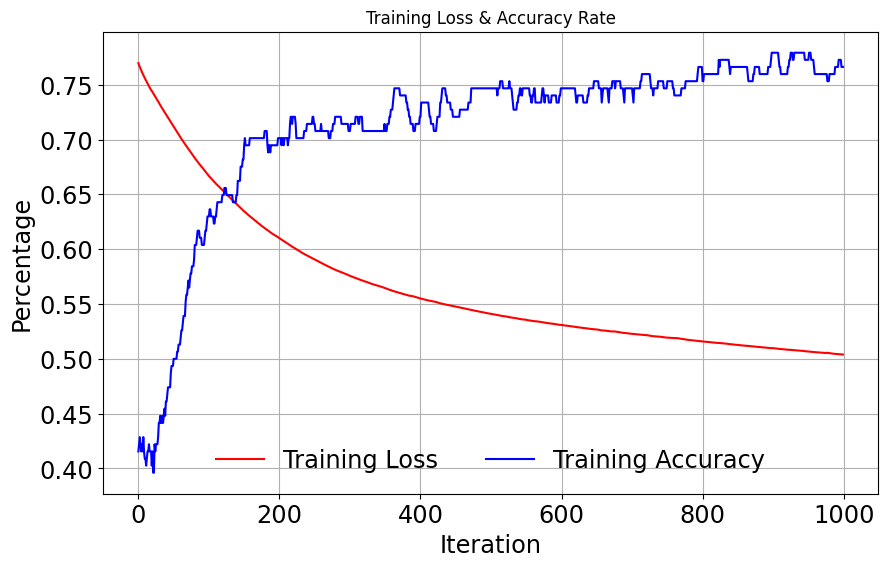 Training Loss & Accuracy Rate
0.75
0.70
0.65
0.60
0.55
0.50
0.45
0.40
Percentage
Training Loss
Training Accuracy
0
200
400
600
800
1000
Iteration